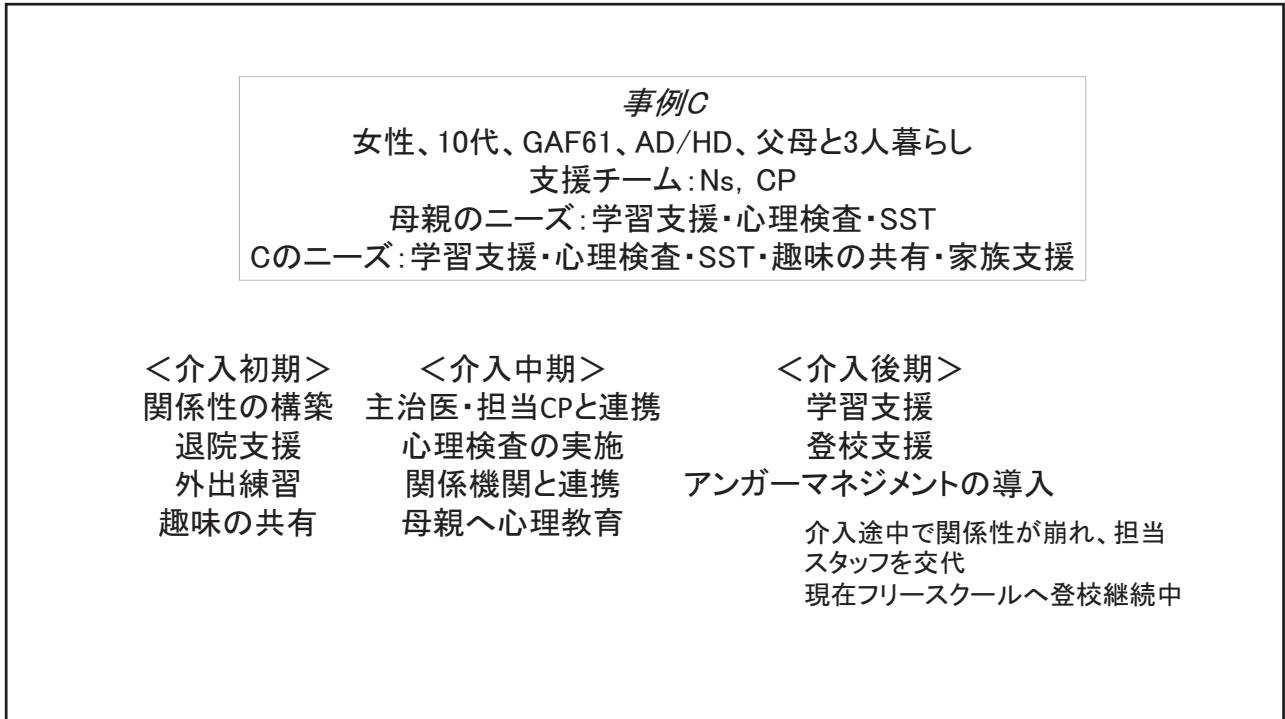 事例C
女性、10代、GAF61、AD/HD、父母と3人暮らし
支援チーム:Ns, CP
母親のニーズ:学習支援・心理検査・SST
Cのニーズ:学習支援・心理検査・SST・趣味の共有・家族支援
<介入初期>
関係性の構築
退院支援
外出練習
趣味の共有
<介入中期>
主治医・担当CPと連携
心理検査の実施
関係機関と連携
母親へ心理教育
<介入後期>
学習支援
登校支援
アンガーマネジメントの導入
介入途中で関係性が崩れ、担当
スタッフを交代
現在フリースクールへ登校継続中